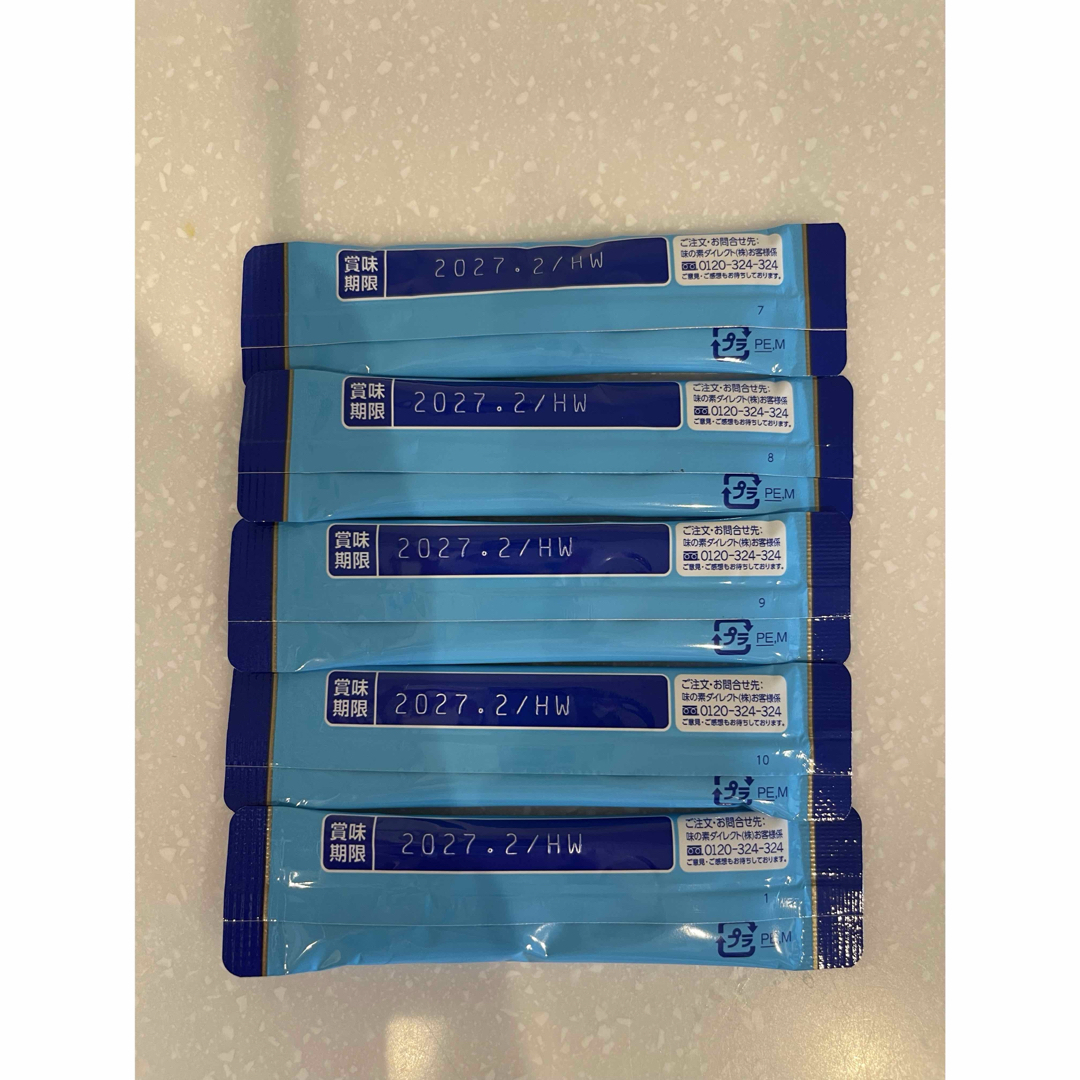 賞味
期限
2027.2/HW
ご注文・お問合せ先:
味の素ダイレクト(株)お客様係
0120-324-324
ご意見・ご感想もお待ちしております。
7
プラ PE,M
賞味
期限
2027.2/HW
ご注文・お問合せ先:
味の素ダイレクト(株)お客様係
0120-324-324
ご意見・ご感想もお待ちしております。
8
プラ PE,M
賞味
期限
2027.2/HW
ご注文・お問合せ先:
味の素ダイレクト(株)お客様係
0120-324-324
ご意見・ご感想もお待ちしております。
9
プラ PE,M
賞味
期限
2027.2/HW
ご注文・お問合せ先:
味の素ダイレクト(株)お客様係
0120-324-324
ご意見・ご感想もお待ちしております。
10
プラ PE,M
賞味
期限
2027.2/HW
ご注文・お問合せ先:
味の素ダイレクト(株)お客様係
0120-324-324
ご意見・ご感想もお待ちしております。
1
プラ PE,M